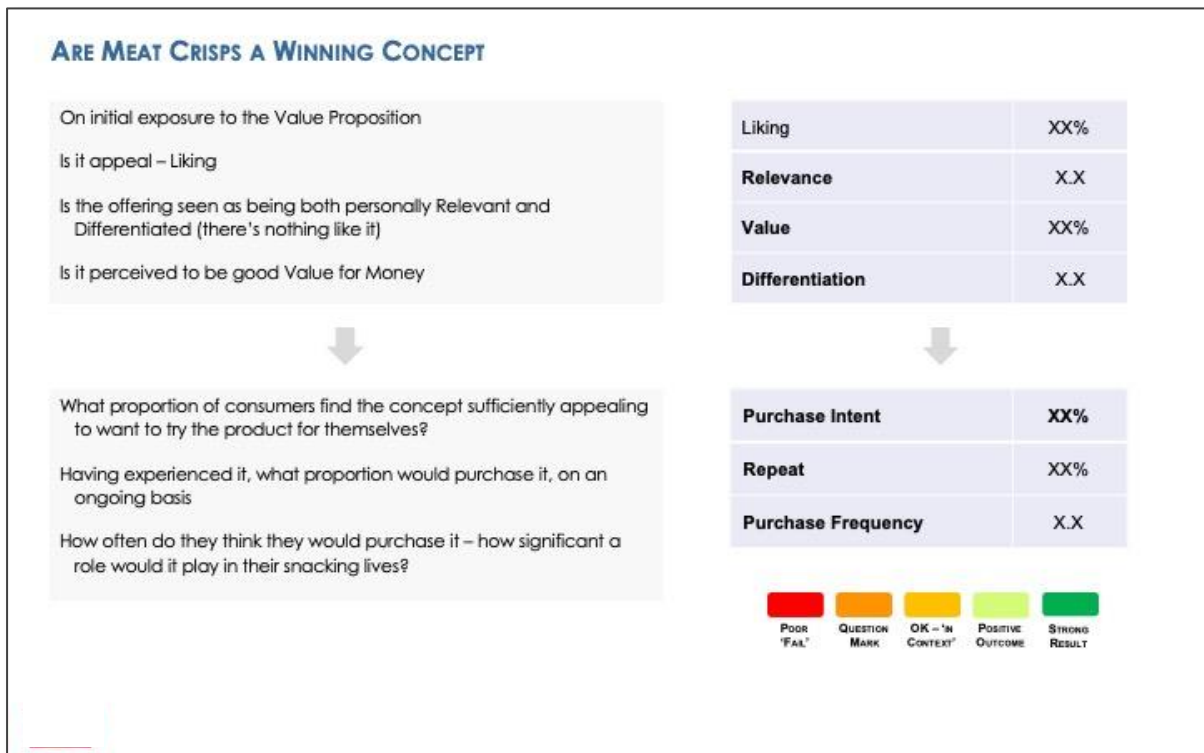 ARE MEAT CRISPS A WINNING CONCEPT
On initial exposure to the Value Proposition
Is it appeal – Liking
Is the offering seen as being both personally Relevant and
Differentiated (there's nothing like it)
Is it perceived to be good Value for Money
Liking XX%
Relevance X.X
Value XX%
Differentiation X.X
What proportion of consumers find the concept sufficiently appealing
to want to try the product for themselves?
Having experienced it, what proportion would purchase it, on an
ongoing basis
How often do they think they would purchase it – how significant a
role would it play in their snacking lives?
Purchase Intent XX%
Repeat XX%
Purchase Frequency X.X
POOR QUESTION OK – 'IN POSITIVE STRONG
'FAIL' MARK CONTEXT' OUTCOME RESULT